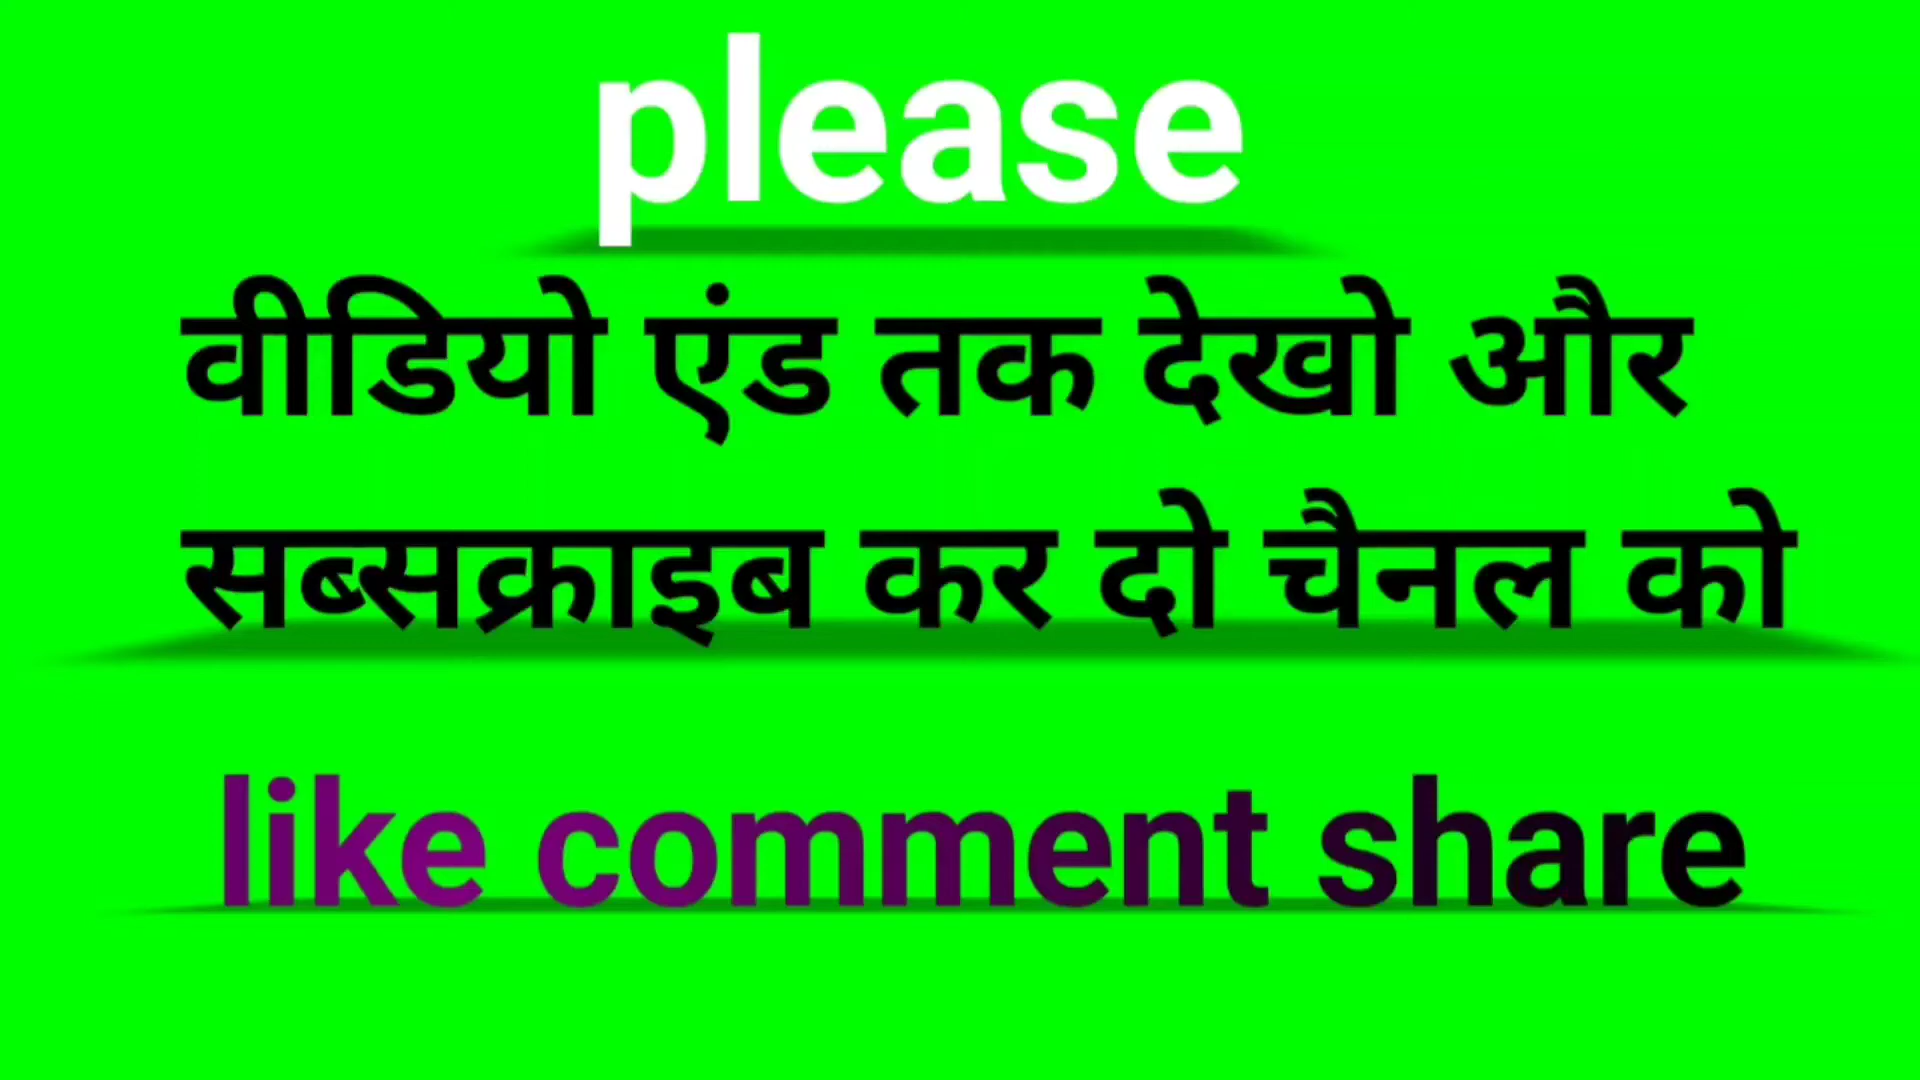 please
वीडियो एंड तक देखो और
सब्सक्राइब कर दो चैनल को
like comment share